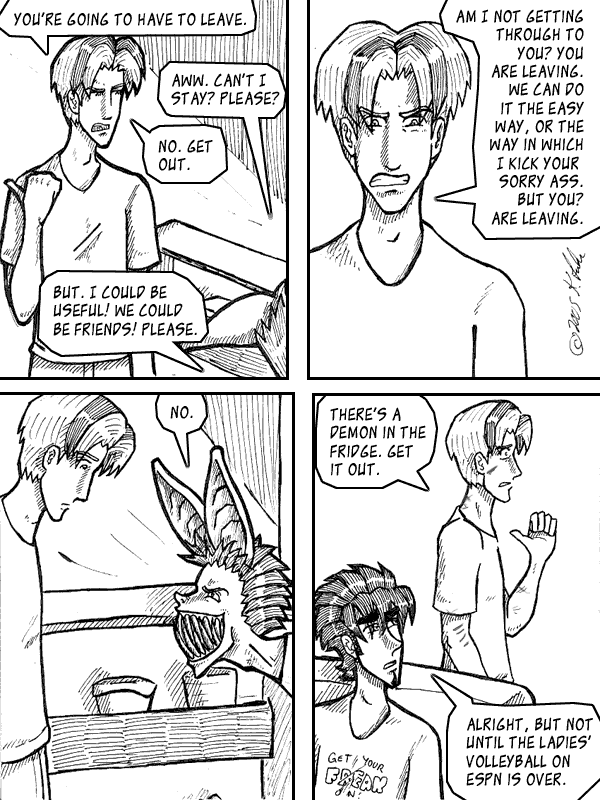 YOU'RE GOING TO HAVE TO LEAVE.
AWW. CAN'T I
STAY? PLEASE?
NO. GET
OUT.
BUT. I COULD BE
USEFUL! WE COULD
BE FRIENDS! PLEASE.
AM I NOT GETTING
THROUGH TO
YOU? YOU
ARE LEAVING.
WE CAN DO
IT THE EASY
WAY, OR THE
WAY IN WHICH
I KICK YOUR
SORRY ASS.
BUT YOU?
ARE LEAVING.
© 2005 K.
NO.
THERE'S A
DEMON IN THE
FRIDGE. GET
IT OUT.
ALRIGHT, BUT NOT
UNTIL THE LADIES'
VOLLEYBALL ON
ESPN IS OVER.
GET YOUR
FREAK
ON!